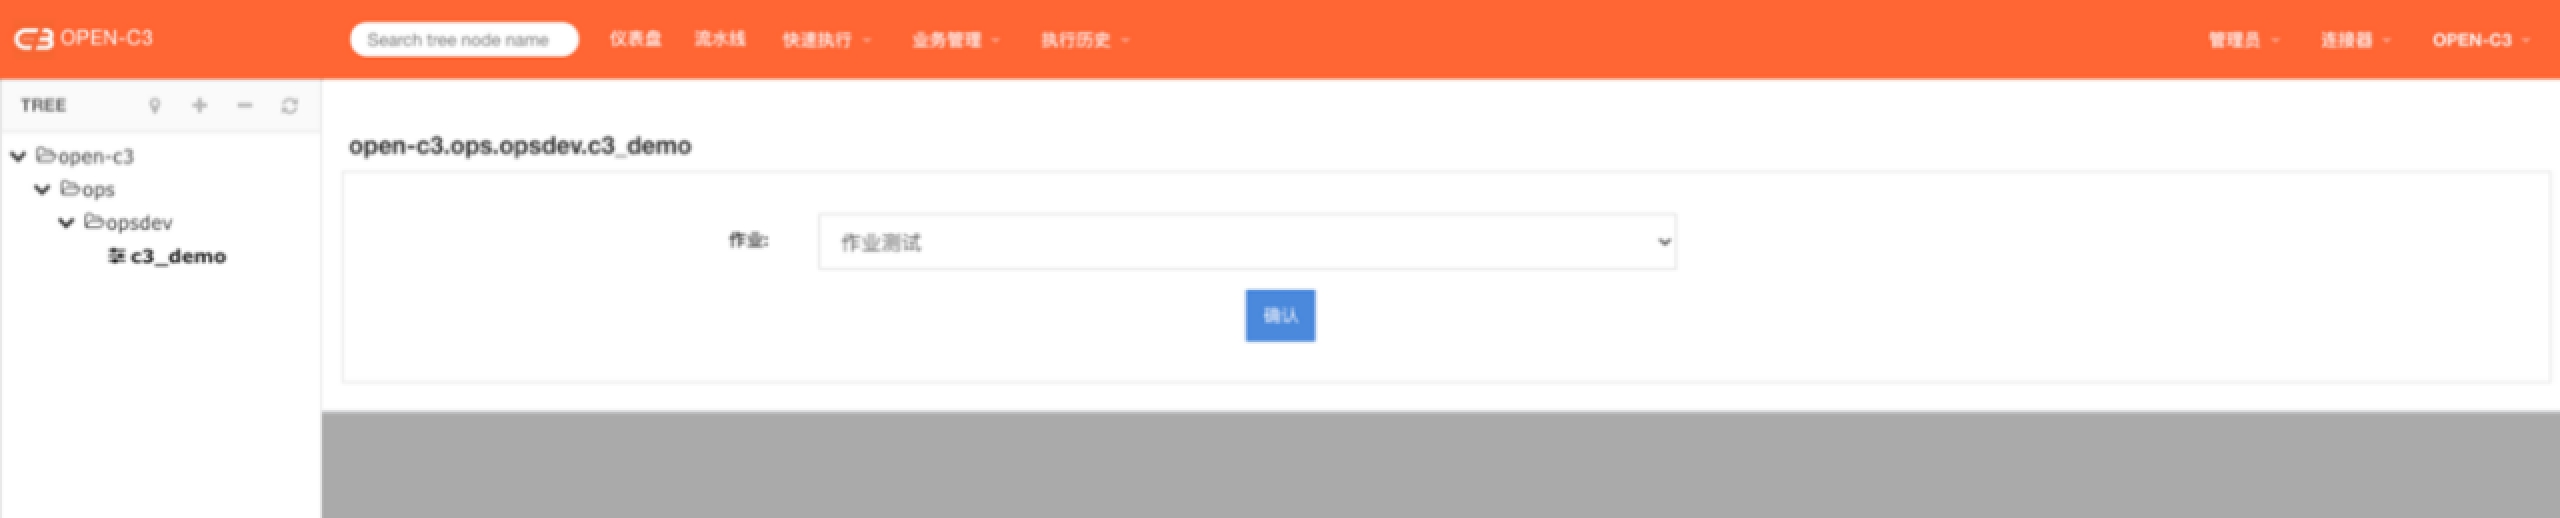 OPEN-C3 Search tree node name 仪表盘 流水线 快速执行 业务管理 执行历史 管理员 连接器 OPEN-C3
TREE
open-c3
ops
opsdev
c3_demo
open-c3.ops.opsdev.c3_demo
作业: 作业测试
确认